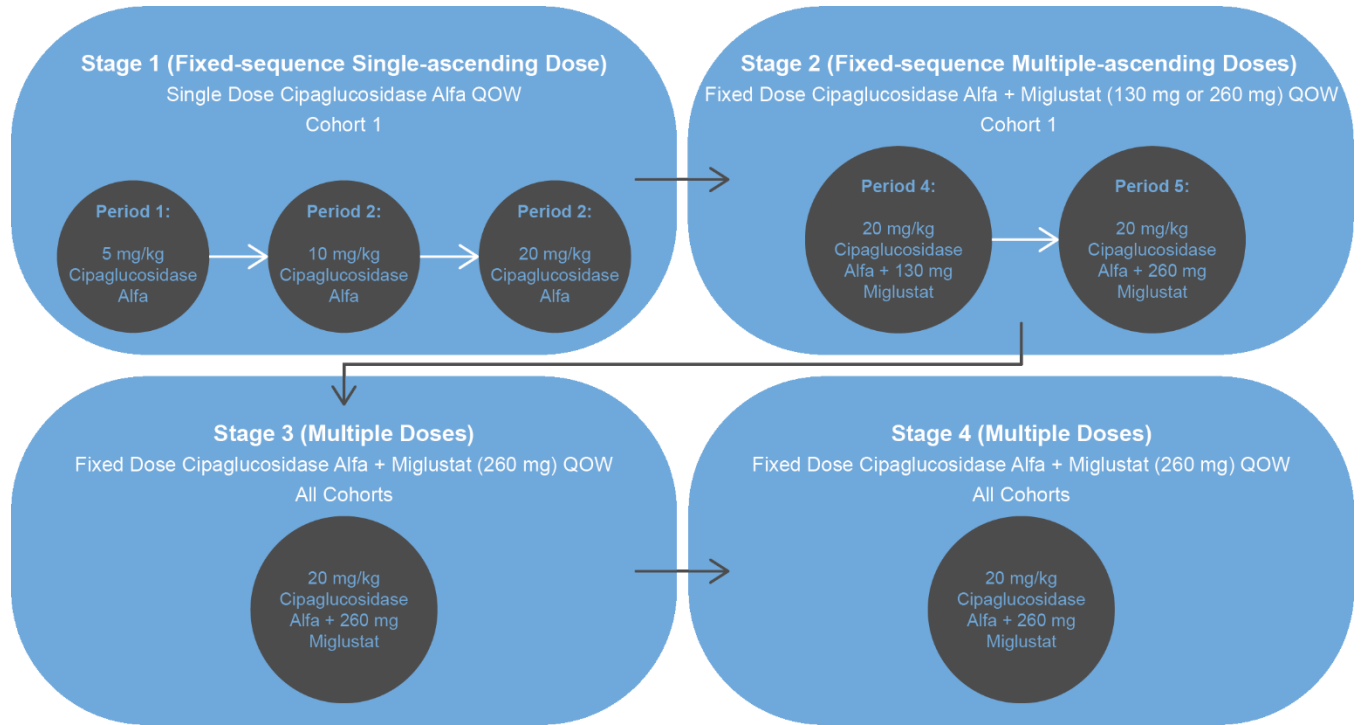 Stage 1 (Fixed-sequence Single-ascending Dose)
Single Dose Cipaglucosidase Alfa QOW
Cohort 1
Period 1:
5 mg/kg
Cipaglucosidase
Alfa
Period 2:
10 mg/kg
Cipaglucosidase
Alfa
Period 2:
20 mg/kg
Cipaglucosidase
Alfa
Stage 2 (Fixed-sequence Multiple-ascending Doses)
Fixed Dose Cipaglucosidase Alfa + Miglustat (130 mg or 260 mg) QOW
Cohort 1
Period 4:
20 mg/kg
Cipaglucosidase
Alfa + 130 mg
Miglustat
Period 5:
20 mg/kg
Cipaglucosidase
Alfa + 260 mg
Miglustat
Stage 3 (Multiple Doses)
Fixed Dose Cipaglucosidase Alfa + Miglustat (260 mg) QOW
All Cohorts
20 mg/kg
Cipaglucosidase
Alfa + 260 mg
Miglustat
Stage 4 (Multiple Doses)
Fixed Dose Cipaglucosidase Alfa + Miglustat (260 mg) QOW
All Cohorts
20 mg/kg
Cipaglucosidase
Alfa + 260 mg
Miglustat